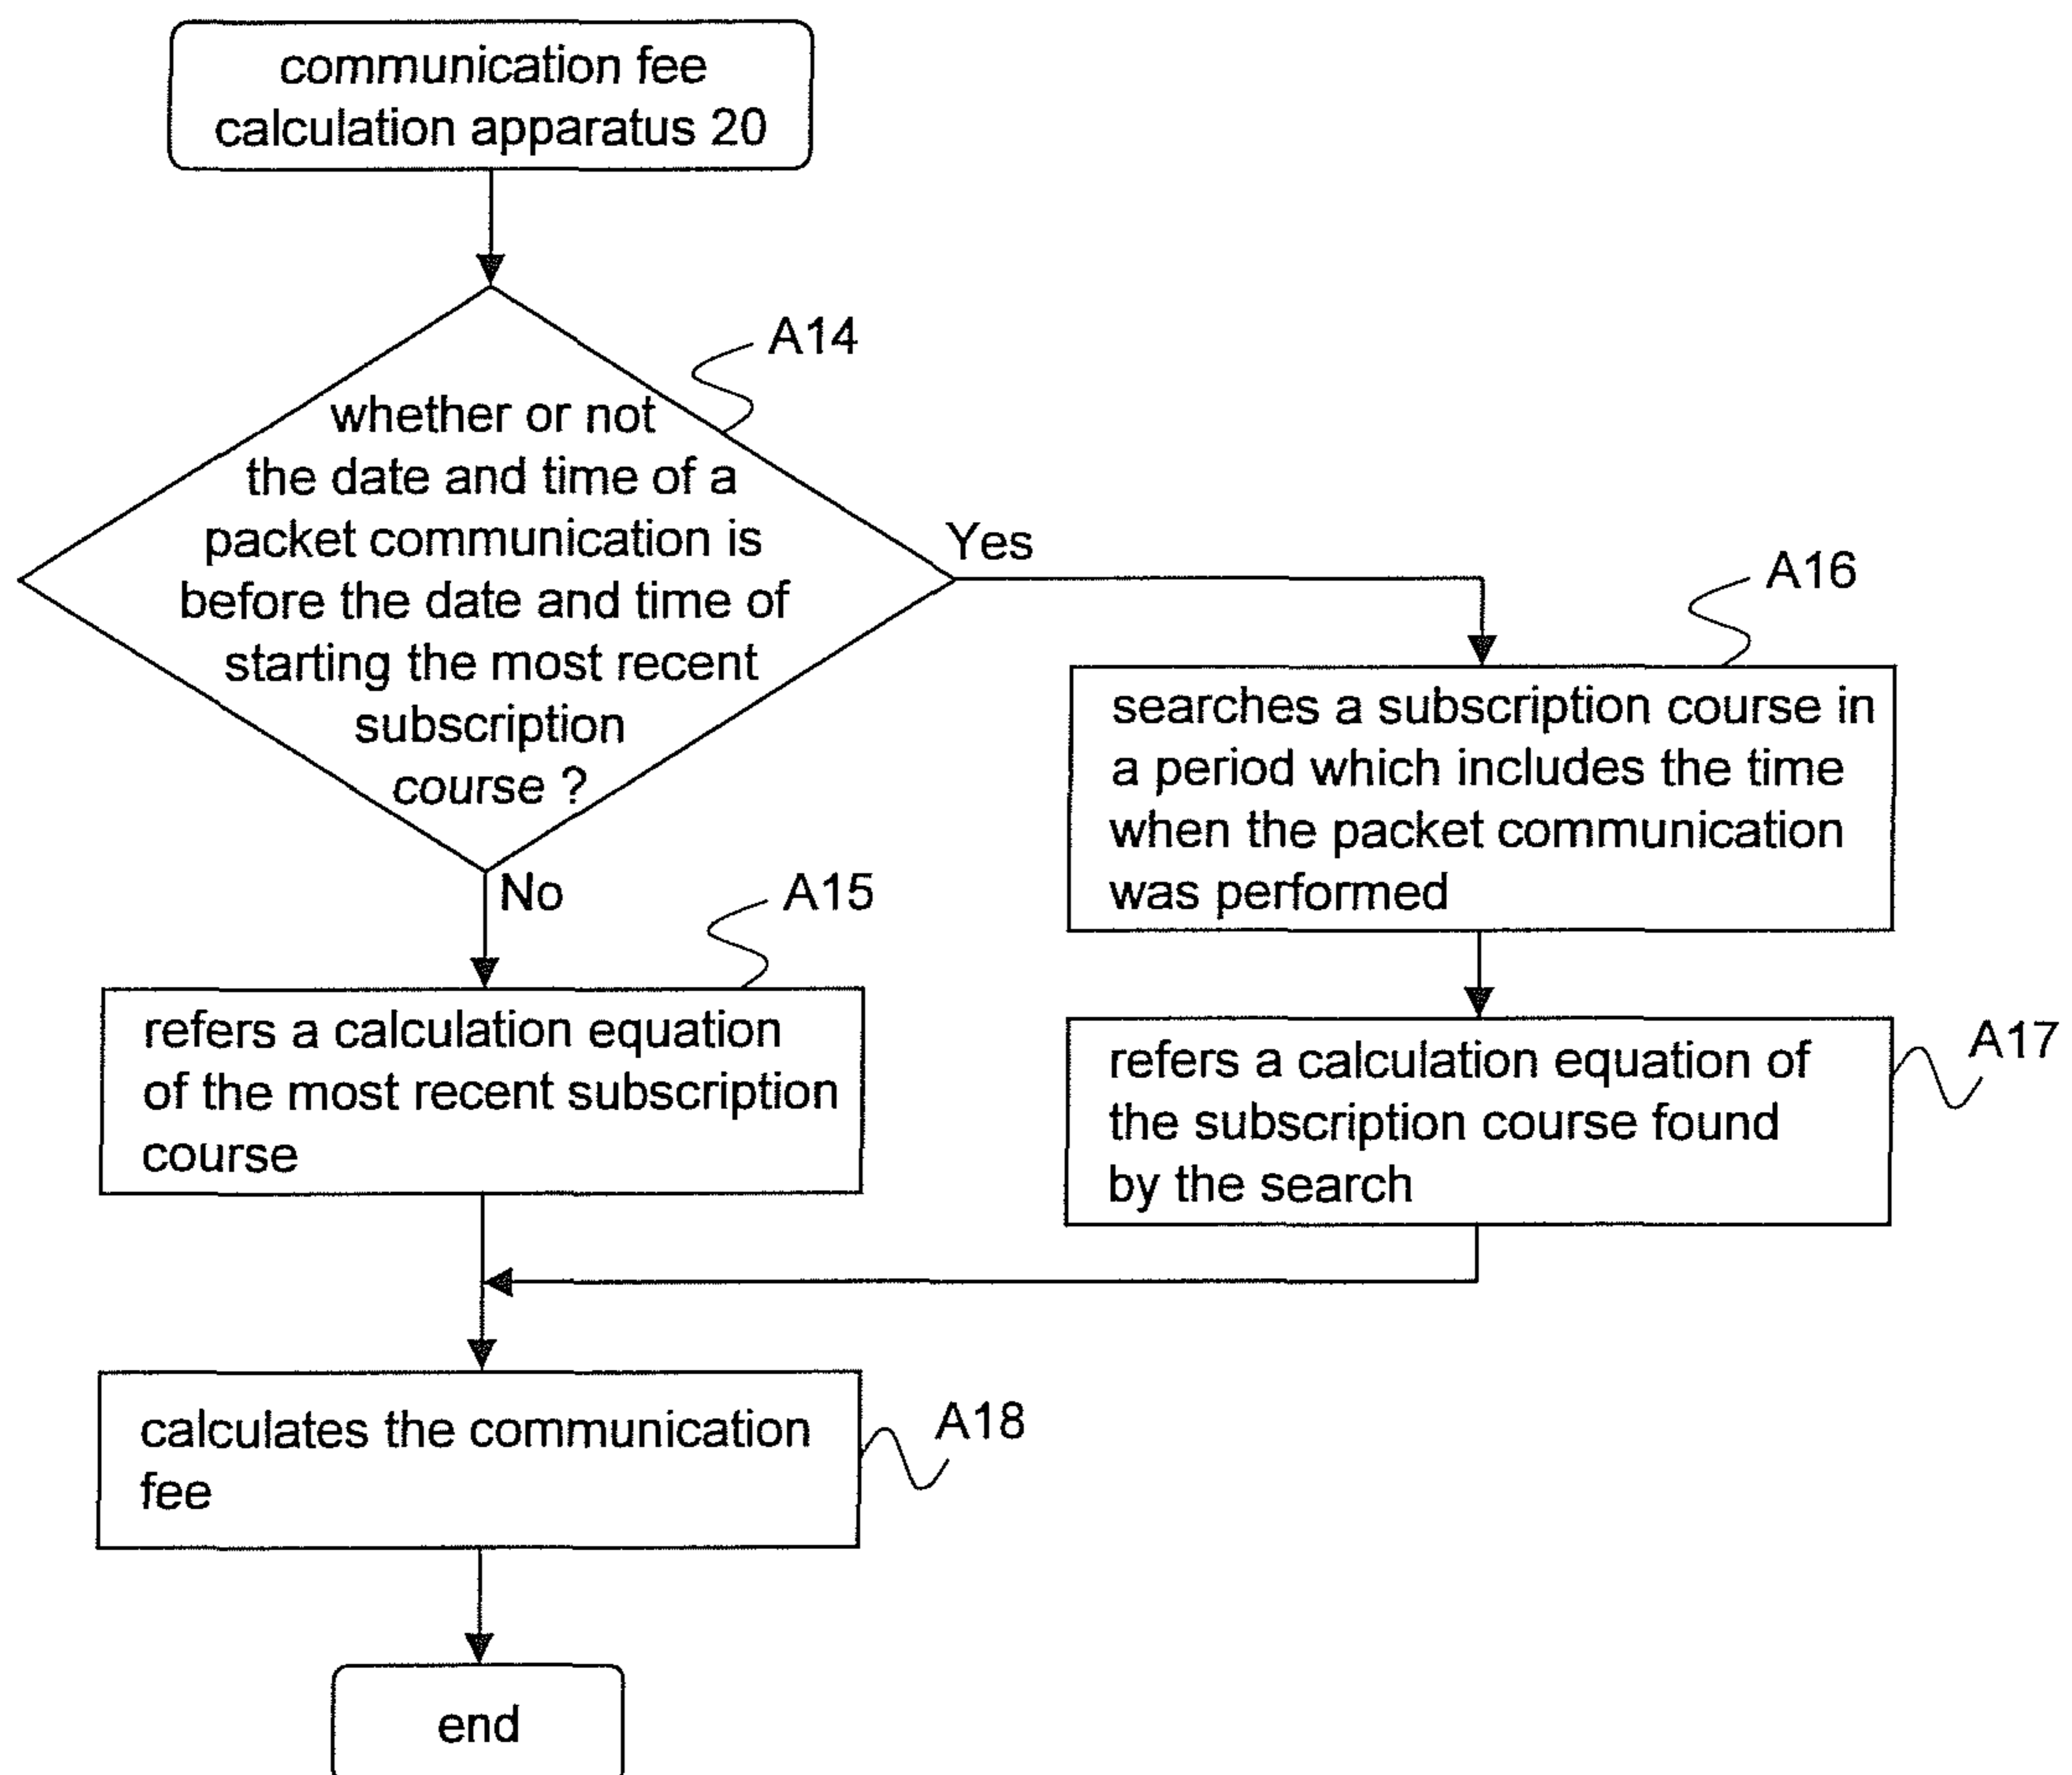 communication fee
calculation apparatus 20
A14
whether or not
the date and time of a
packet communication is
before the date and time of
starting the most recent
subscription
course ?
Yes
A16
searches a subscription course in
a period which includes the time
when the packet communication
was performed
No
A15
refers a calculation equation
of the most recent subscription
course
A17
refers a calculation equation of
the subscription course found
by the search
A18
calculates the communication
fee
end